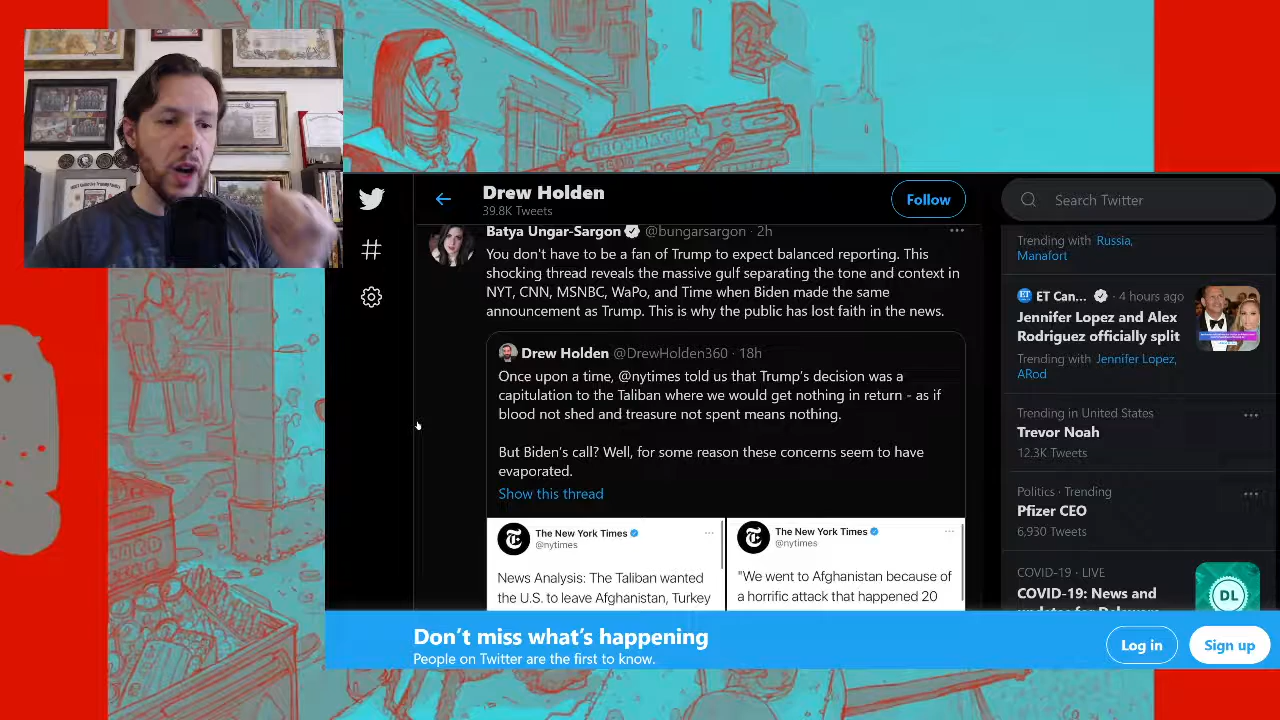 Drew Holden
39.8K Tweets
Follow
Search Twitter
Batya Ungar-Sargon @bungarsargon · 2h
You don't have to be a fan of Trump to expect balanced reporting. This
shocking thread reveals the massive gulf separating the tone and context in
NYT, CNN, MSNBC, WaPo, and Time when Biden made the same
announcement as Trump. This is why the public has lost faith in the news.
Drew Holden @DrewHolden360 · 18h
Once upon a time, @nytimes told us that Trump's decision was a
capitulation to the Taliban where we would get nothing in return - as if
blood not shed and treasure not spent means nothing.
But Biden's call? Well, for some reason these concerns seem to have
evaporated.
Show this thread
The New York Times
@nytimes
News Analysis: The Taliban wanted
the U.S. to leave Afghanistan, Turkey
The New York Times
@nytimes
"We went to Afghanistan because of
a horrific attack that happened 20
Trending with Russia,
Manafort
ET Can... · 4 hours ago
Jennifer Lopez and Alex
Rodriguez officially split
Trending with Jennifer Lopez,
ARod
Trending in United States
Trevor Noah
12.3K Tweets
Politics · Trending
Pfizer CEO
6,930 Tweets
COVID-19 · LIVE
COVID-19: News and
updates for Delaware
DL
Don't miss what's happening
People on Twitter are the first to know.
Log in
Sign up